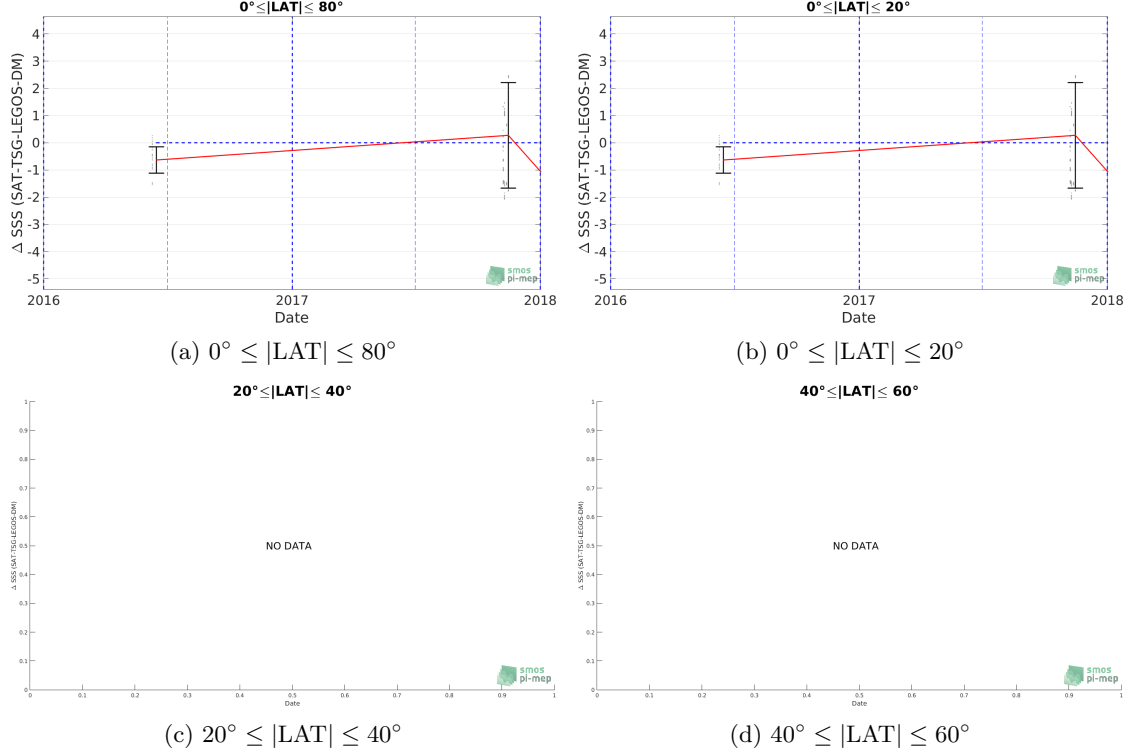 0°≤|LAT|≤ 80°
Δ SSS (SAT-TSG-LEGOS-DM)
4
3
2
1
0
-1
-2
-3
-4
-5
2016
2017
2018
Date
smos
pi-mep
(a) 0° ≤ |LAT| ≤ 80°
0°≤|LAT|≤ 20°
Δ SSS (SAT-TSG-LEGOS-DM)
4
3
2
1
0
-1
-2
-3
-4
-5
2016
2017
2018
Date
smos
pi-mep
(b) 0° ≤ |LAT| ≤ 20°
20°≤|LAT|≤ 40°
Δ SSS (SAT-TSG-LEGOS-DM)
1
0.9
0.8
0.7
0.6
0.5
0.4
0.3
0.2
0.1
0
NO DATA
0 0.1 0.2 0.3 0.4 0.5 0.6 0.7 0.8 0.9 1
Date
smos
pi-mep
(c) 20° ≤ |LAT| ≤ 40°
40°≤|LAT|≤ 60°
Δ SSS (SAT-TSG-LEGOS-DM)
1
0.9
0.8
0.7
0.6
0.5
0.4
0.3
0.2
0.1
0
NO DATA
0 0.1 0.2 0.3 0.4 0.5 0.6 0.7 0.8 0.9 1
Date
smos
pi-mep
(d) 40° ≤ |LAT| ≤ 60°